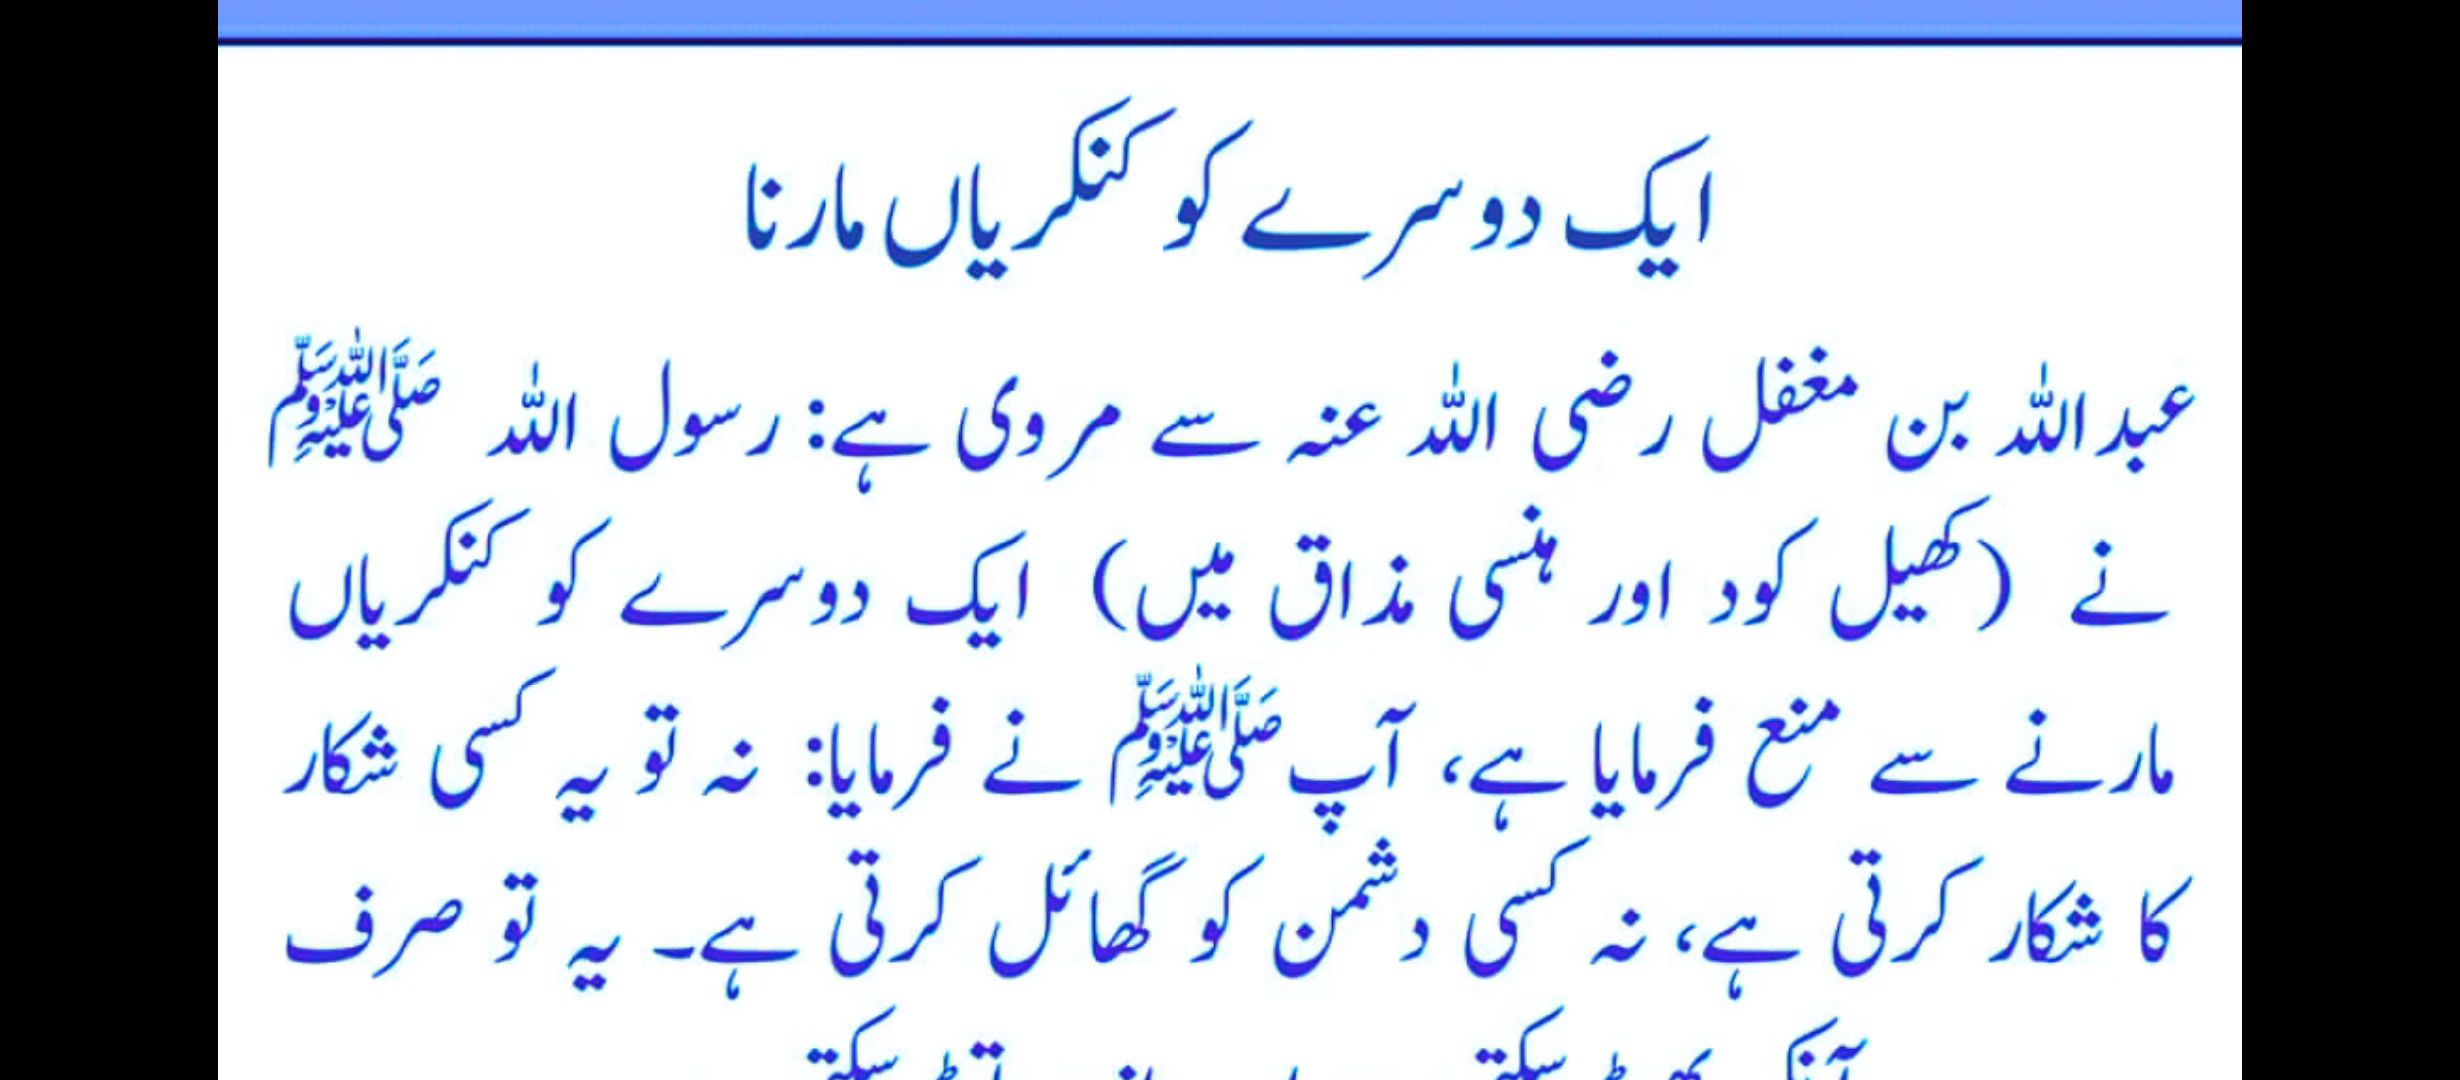 ایک دوسرے کو کنکریاں مارنا
عبداللہ بن مغفل رضی اللہ عنہ سے مروی ہے: رسول اللہ ﷺ
نے (کھیل کود اور ہنسی مذاق میں) ایک دوسرے کو کنکریاں
مارنے سے منع فرمایا ہے، آپ ﷺ نے فرمایا: نہ تو یہ کسی شکار
کا شکار کرتی ہے، نہ کسی دشمن کو گھائل کرتی ہے۔ یہ تو صرف